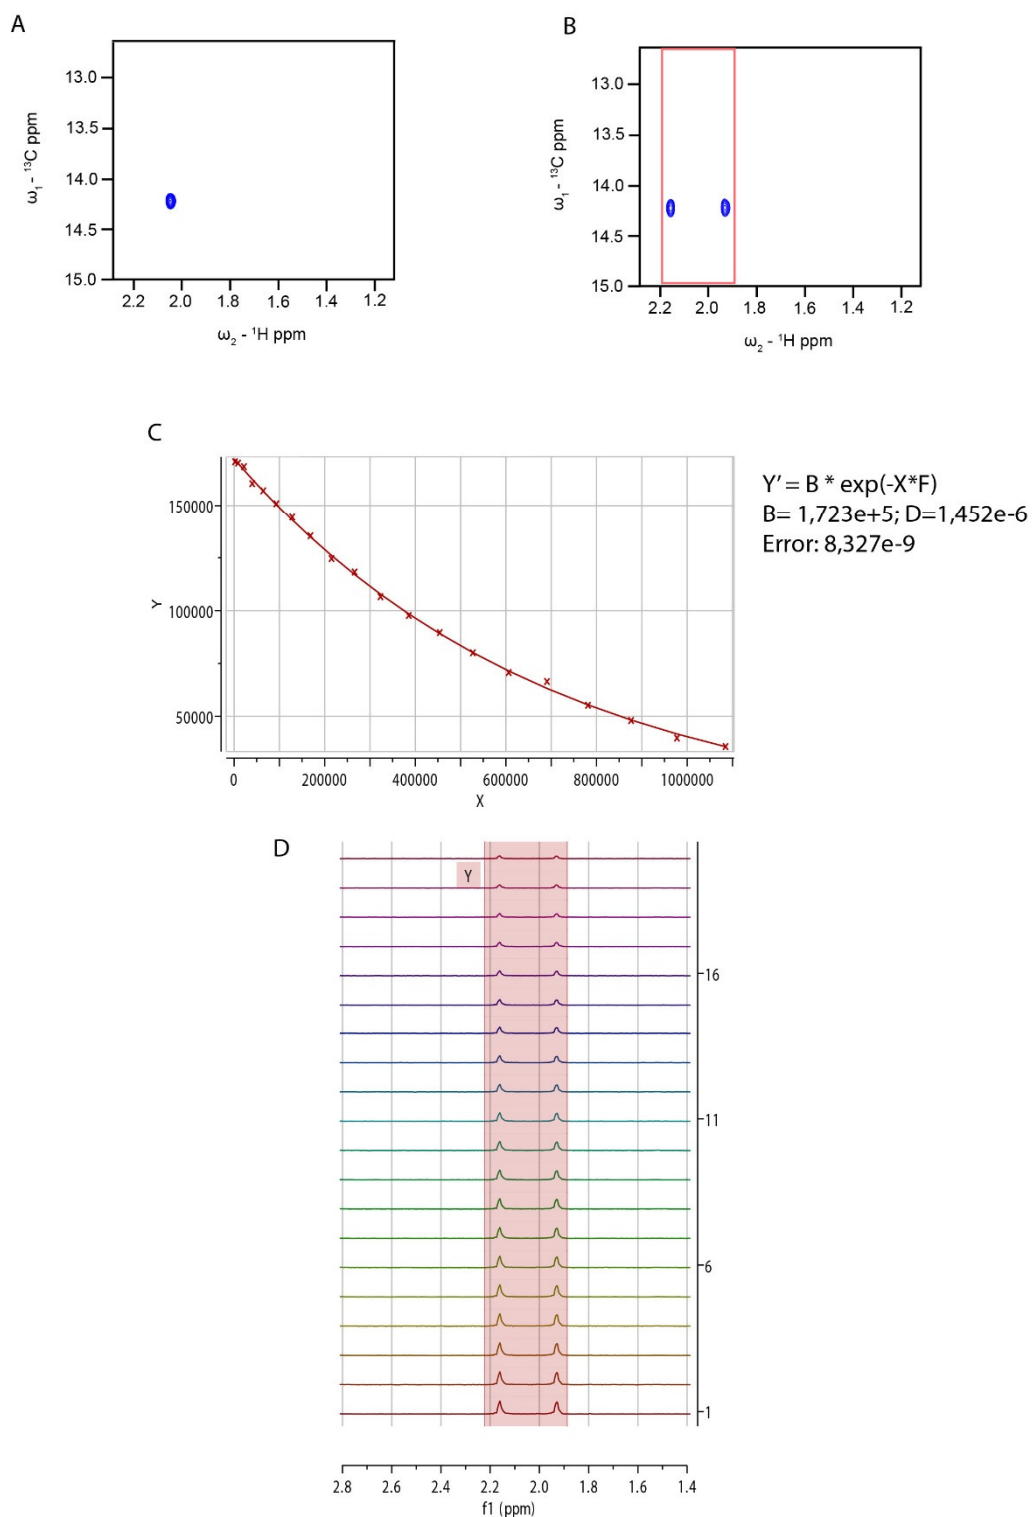 A
13.0
13.5
14.0
14.5
15.0
ω₁ - ¹³C ppm
2.2 2.0 1.8 1.6 1.4 1.2
ω₂ - ¹H ppm
B
13.0
13.5
14.0
14.5
15.0
ω₁ - ¹³C ppm
2.2 2.0 1.8 1.6 1.4 1.2
ω₂ - ¹H ppm
C
150000
100000
50000
Y
0 200000 400000 600000 800000 1000000
X
Y' = B * exp(-X*F)
B= 1,723e+5; D=1,452e-6
Error: 8,327e-9
D
Y
16
11
6
1
2.8 2.6 2.4 2.2 2.0 1.8 1.6 1.4
f1 (ppm)